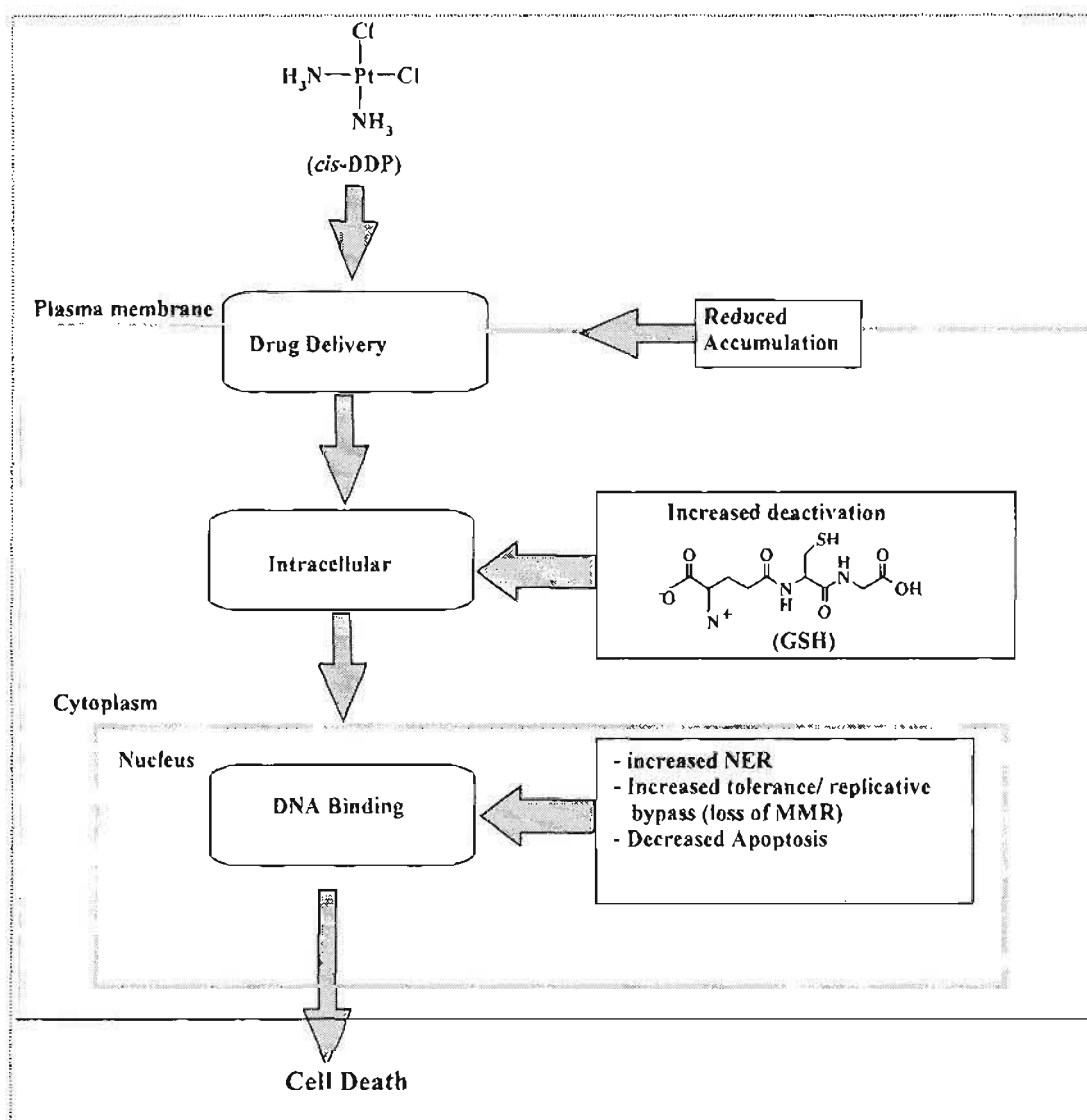 Cl
H₃N—Pt—Cl
NH₃
(cis-DDP)
Plasma membrane
Drug Delivery
Reduced
Accumulation
Intracellular
Increased deactivation
SH
O
O
H
N
O
⁻O
N
H
O
OH
N⁺
(GSH)
Cytoplasm
Nucleus
DNA Binding
- increased NER
- Increased tolerance/ replicative
bypass (loss of MMR)
- Decreased Apoptosis
Cell Death